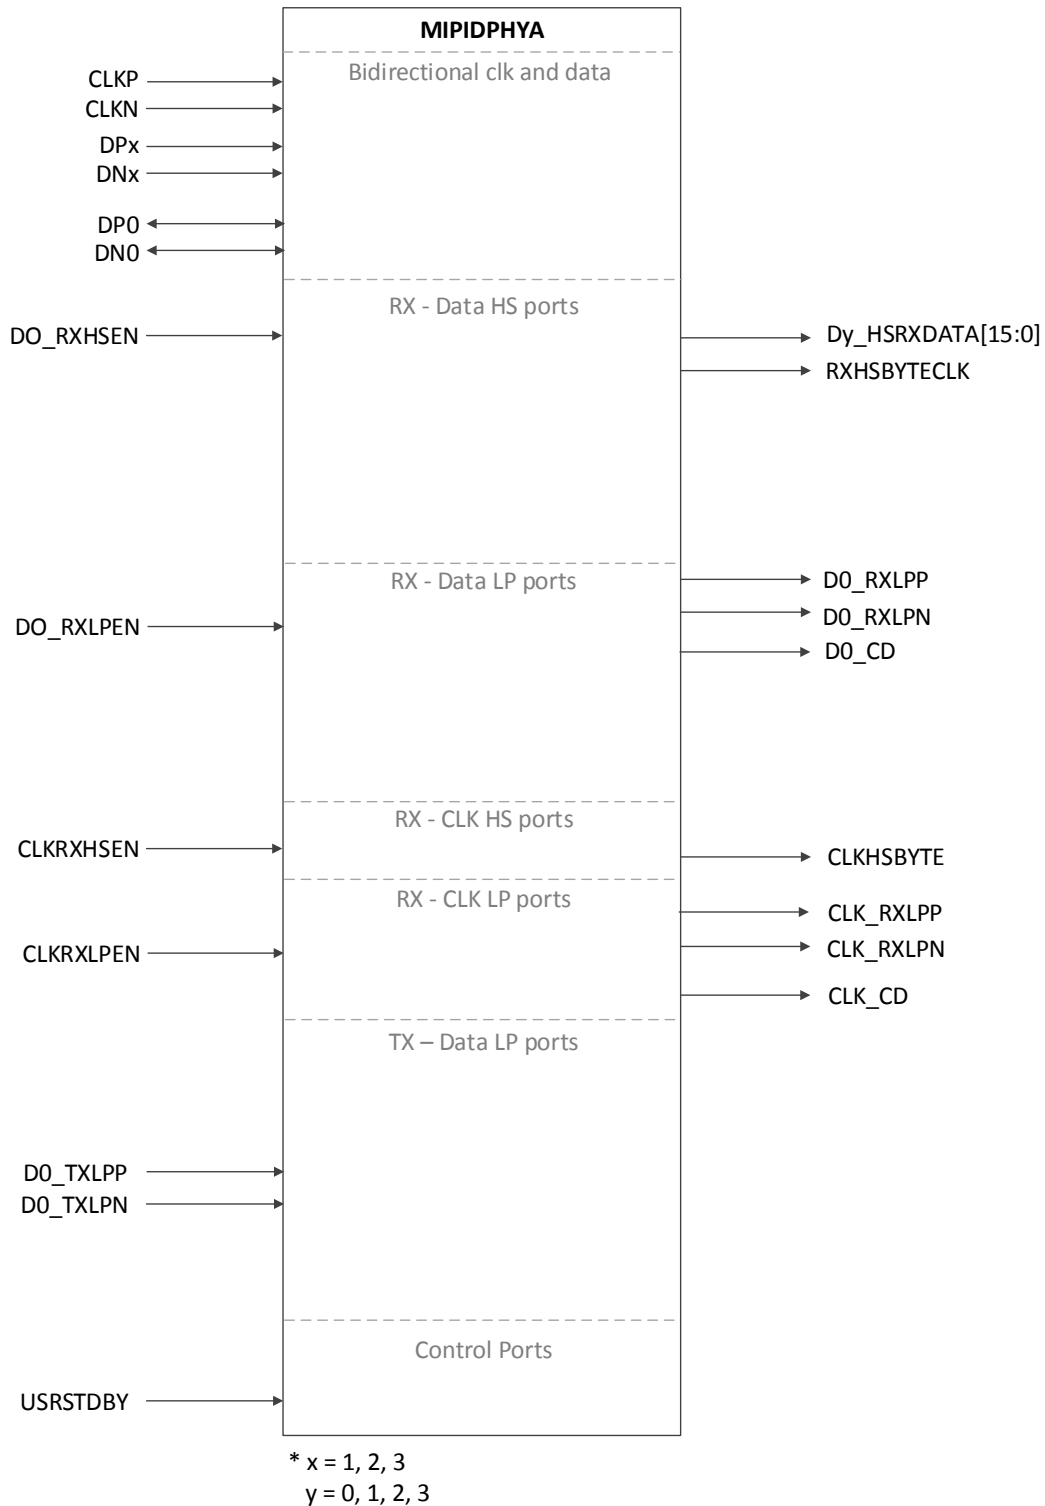 MIPIDPHYA
Bidirectional clk and data
CLKP
CLKN
DPx
DNx
DP0
DN0
RX - Data HS ports
DO_RXHSEN
Dy_HSRXDATA[15:0]
RXHSBYTECLK
RX - Data LP ports
D0_RXLPP
D0_RXLPN
DO_RXLPEN
D0_CD
RX - CLK HS ports
CLKRXHSEN
CLKHSBYTE
RX - CLK LP ports
CLK_RXLPP
CLK_RXLPN
CLKRXLPEN
CLK_CD
TX – Data LP ports
D0_TXLPP
D0_TXLPN
Control Ports
USRSTDBY
* x = 1, 2, 3
y = 0, 1, 2, 3